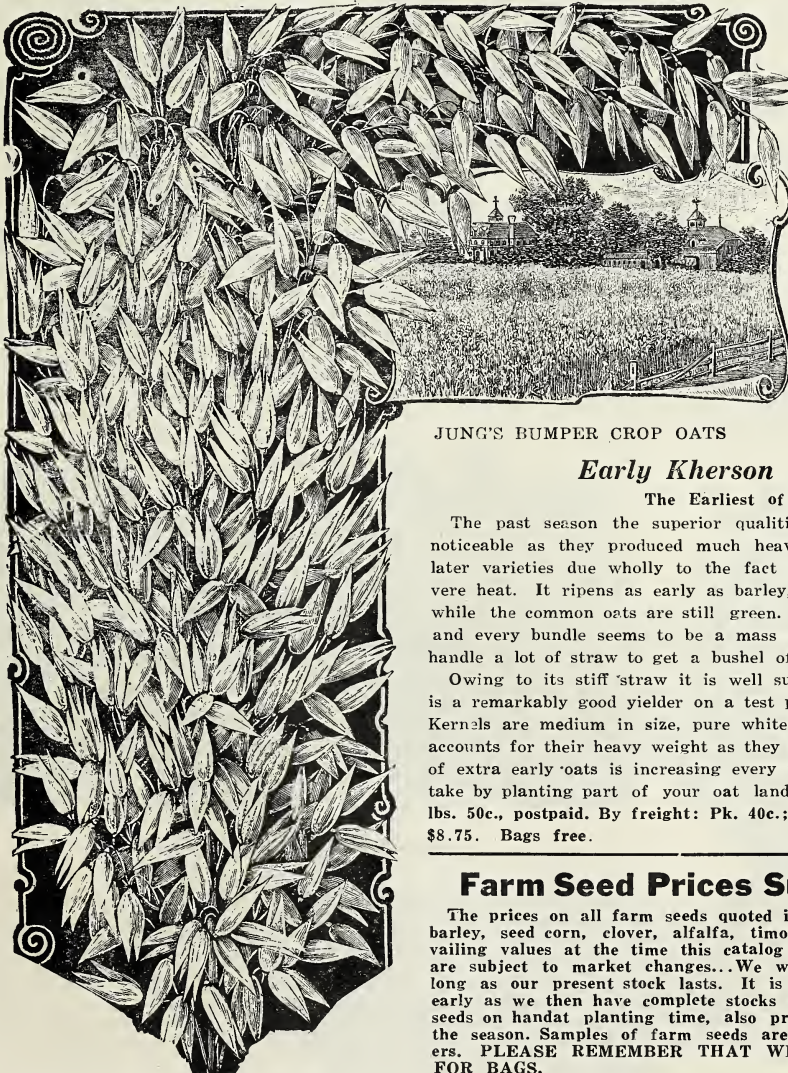 JUNG'S BUMPER CROP OATS
Early Kherson
The Earliest of
The past season the superior qualiti
noticeable as they produced much heav
later varieties due wholly to the fact
vere heat. It ripens as early as barley,
while the common oats are still green.
and every bundle seems to be a mass
handle a lot of straw to get a bushel of
Owing to its stiff straw it is well su
is a remarkably good yielder on a test p
Kernels are medium in size, pure white
accounts for their heavy weight as they
of extra early oats is increasing every
take by planting part of your oat land
lbs. 50c., postpaid. By freight: Pk. 40c.;
$8.75. Bags free.
Farm Seed Prices S
The prices on all farm seeds quoted i
barley, seed corn, clover, alfalfa, timo
vailing values at the time this catalog
are subject to market changes...We w
long as our present stock lasts. It is
early as we then have complete stocks
seeds on handat planting time, also pr
the season. Samples of farm seeds are
ers. PLEASE REMEMBER THAT WE
FOR BAGS.